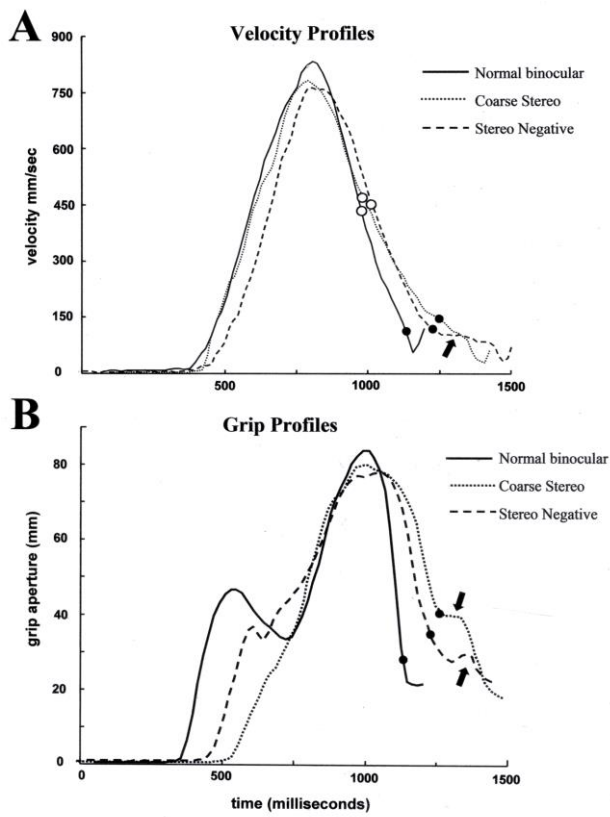 A
Velocity Profiles
900
750
600
450
300
150
0
velocity mm/sec
Normal binocular
Coarse Stereo
Stereo Negative
500
1000
1500
B
Grip Profiles
80
60
40
20
0
grip aperture (mm)
Normal binocular
Coarse Stereo
Stereo Negative
0
500
1000
1500
time (milliseconds)